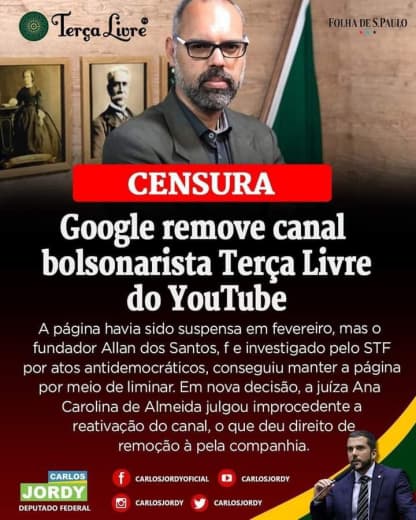 Terça Livre
FOLHA DE S.PAULO
CENSURA
Google remove canal
bolsonarista Terça Livre
do YouTube
A página havia sido suspensa em fevereiro, mas o
fundador Allan dos Santos, f e investigado pelo STF
por atos antidemocráticos, conseguiu manter a página
por meio de liminar. Em nova decisão, a juíza Ana
Carolina de Almeida julgou improcedente a
reativação do canal, o que deu direito de
remoção à pela companhia.
CARLOS
JORDY
DEPUTADO FEDERAL
CARLOSJORDYOFICIAL
CARLOSJORDY
CARLOSJORDY
CARLOSJORDY